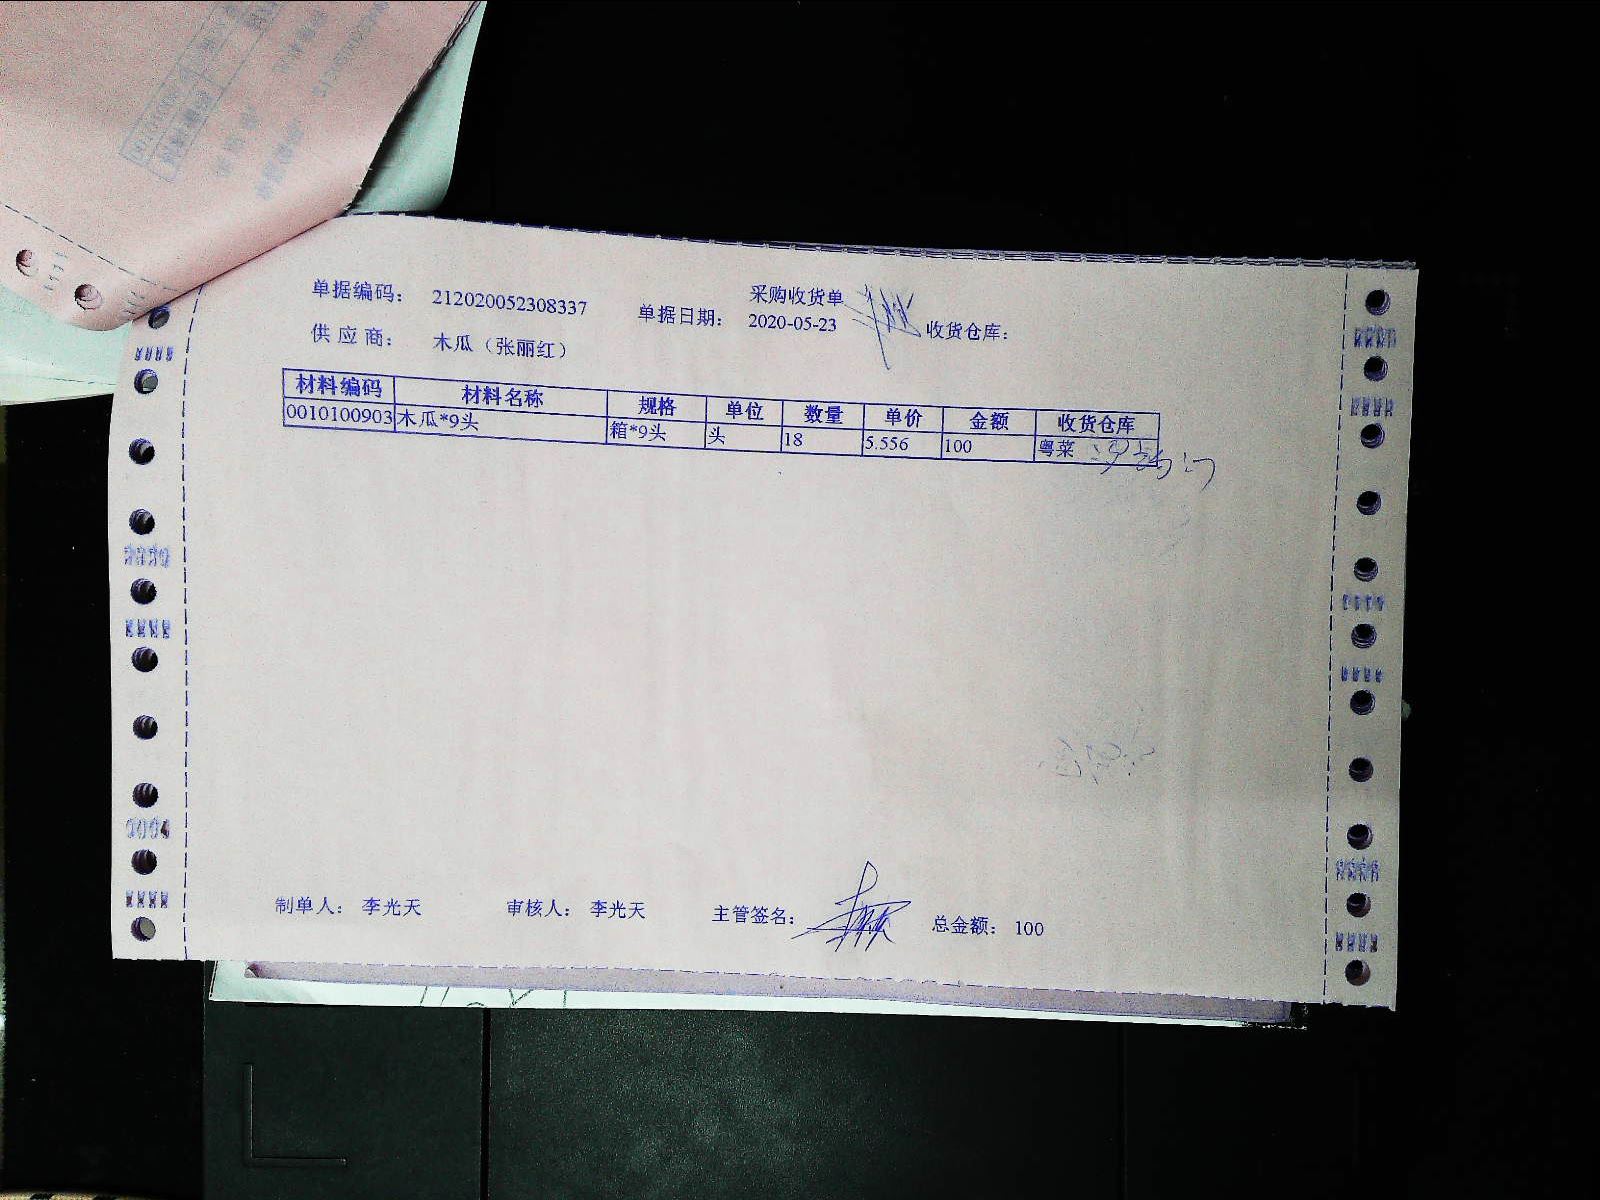 采购收货单
单据编码： 212020052308337 单据日期： 2020-05-23 收货仓库：
供 应 商： 木瓜（张丽红）
材料编码 材料名称 规格 单位 数量 单价 金额 收货仓库
0010100903 木瓜*9头 箱*9头 头 18 5.556 100 粤菜
制单人： 李光天 审核人： 李光天 主管签名： 总金额： 100